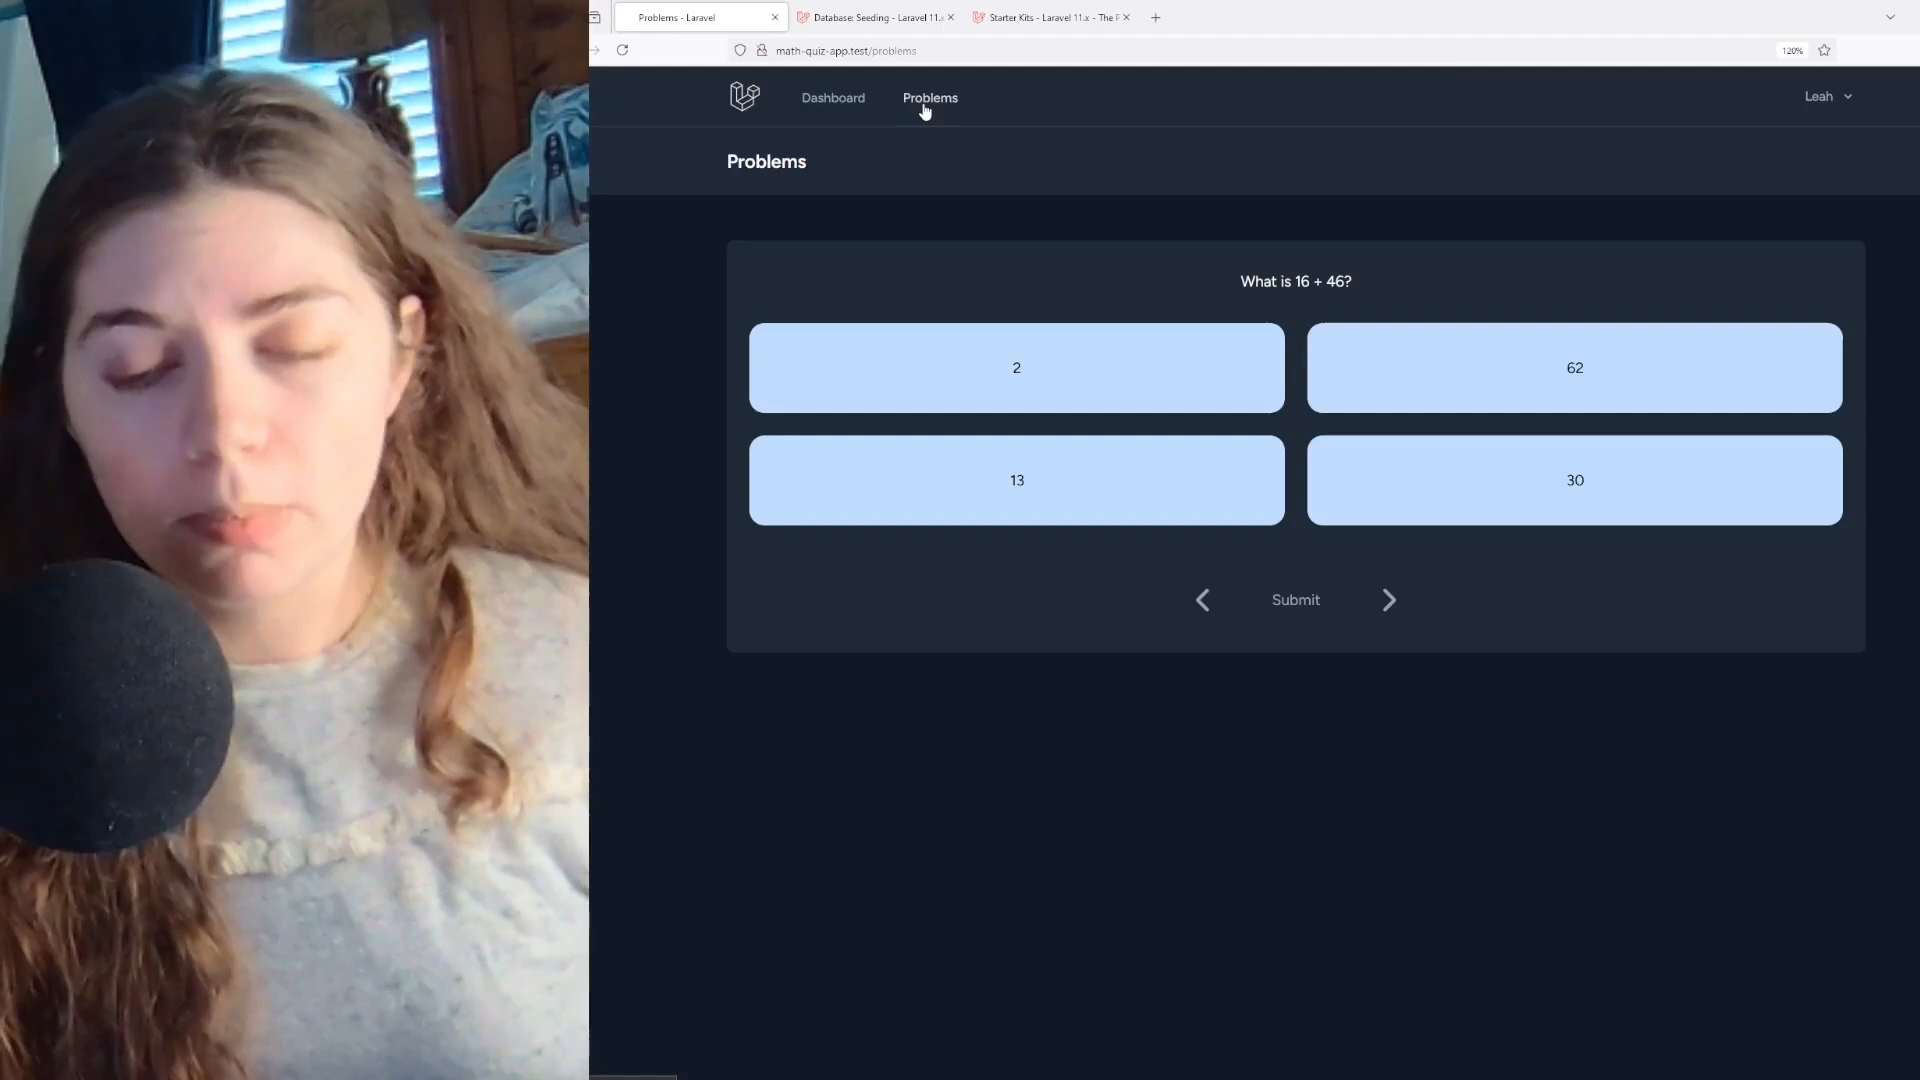 Problems - Laravel
Database: Seeding - Laravel 11.x
Starter Kits - Laravel 11.x - The P
math-quiz-app.test/problems
120%
Dashboard
Problems
Leah
Problems
What is 16 + 46?
2
62
13
30
Submit